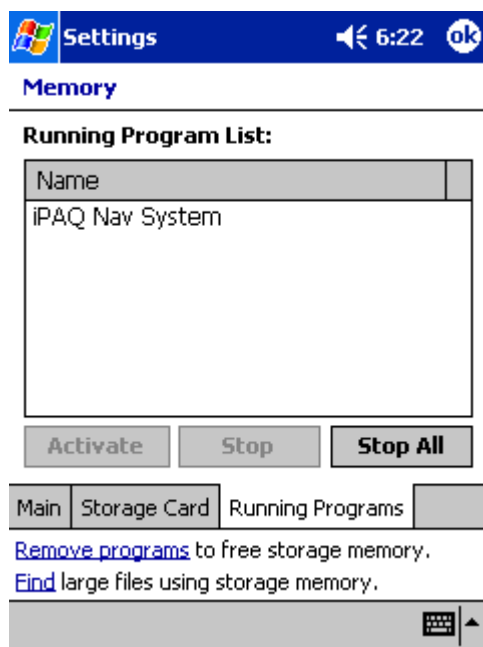 Settings 6:22 ok
Memory
Running Program List:
Name
iPAQ Nav System
Activate Stop Stop All
Main Storage Card Running Programs
Remove programs to free storage memory.
Find large files using storage memory.